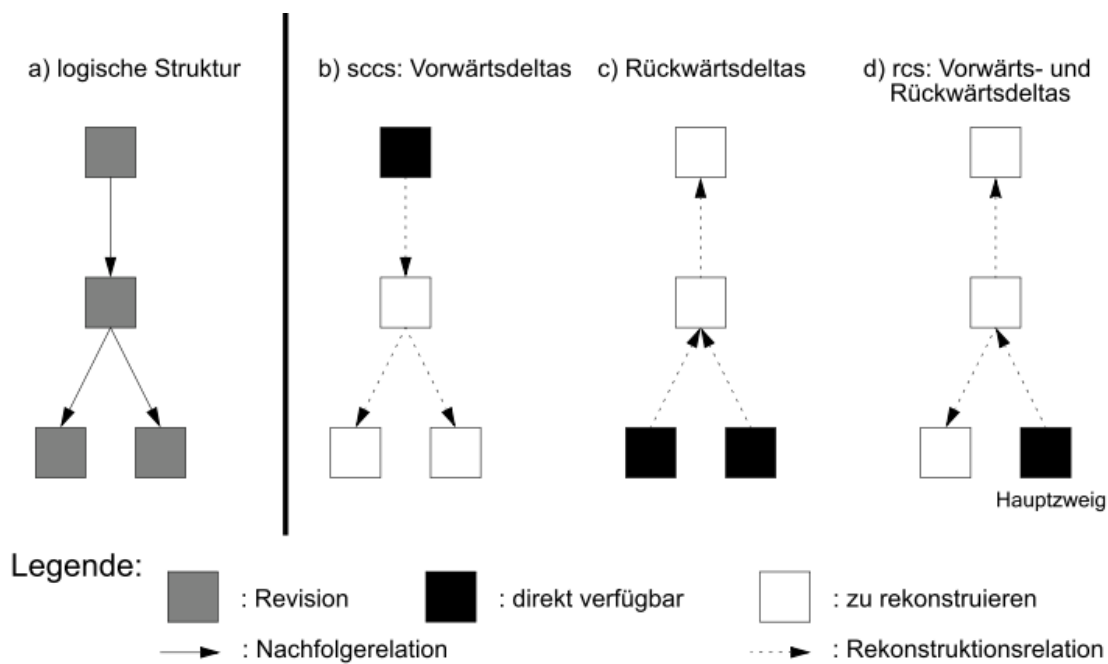 a) logische Struktur
b) sccs: Vorwärtsdeltas
c) Rückwärtsdeltas
d) rcs: Vorwärts- und
Rückwärtsdeltas
Hauptzweig
Legende:
: Revision
: direkt verfügbar
: zu rekonstruieren
: Nachfolgerelation
: Rekonstruktionsrelation